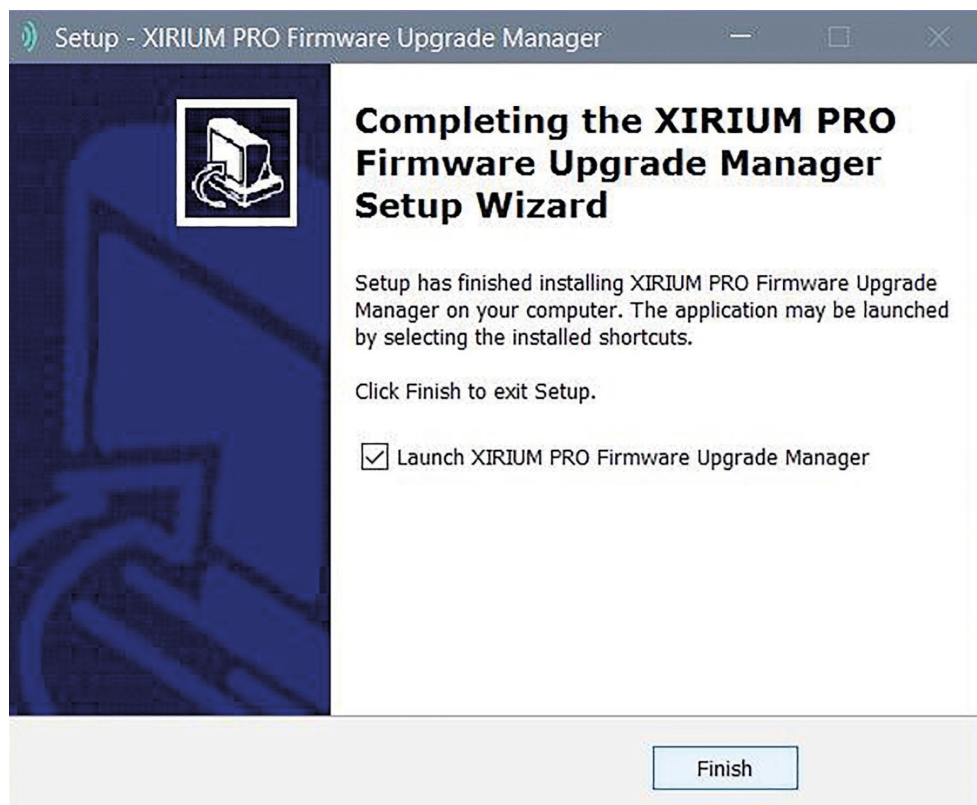 Setup - XIRIUM PRO Firmware Upgrade Manager
Completing the XIRIUM PRO
Firmware Upgrade Manager
Setup Wizard
Setup has finished installing XIRIUM PRO Firmware Upgrade
Manager on your computer. The application may be launched
by selecting the installed shortcuts.
Click Finish to exit Setup.
Launch XIRIUM PRO Firmware Upgrade Manager
Finish